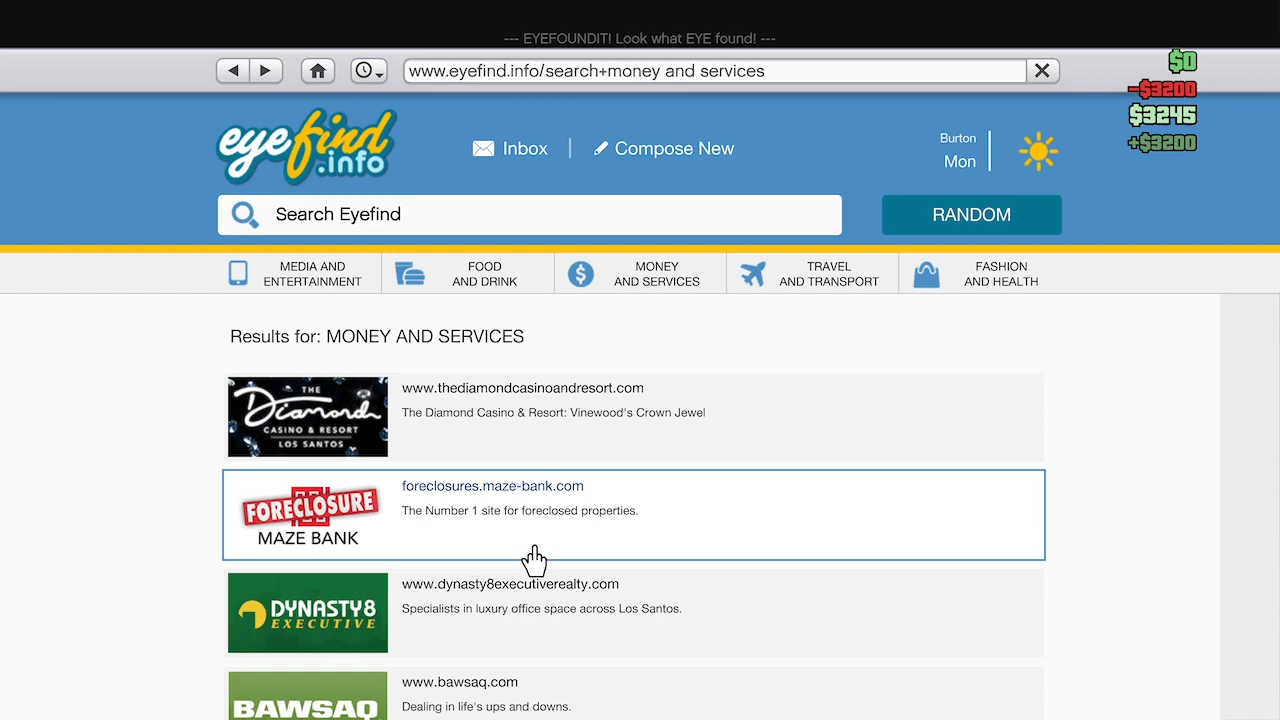 --- EYEFOUNDIT! Look what EYE found! ---
www.eyefind.info/search+money and services
$0
-$3200
$3245
+$3200
eyefind.info
Inbox
Compose New
Burton
Mon
Search Eyefind
RANDOM
MEDIA AND
ENTERTAINMENT
FOOD
AND DRINK
MONEY
AND SERVICES
TRAVEL
AND TRANSPORT
FASHION
AND HEALTH
Results for: MONEY AND SERVICES
THE
Diamond
CASINO & RESORT
LOS SANTOS
www.thediamondcasinoandresort.com
The Diamond Casino & Resort: Vinewood's Crown Jewel
FORECLOSURE
MAZE BANK
foreclosures.maze-bank.com
The Number 1 site for foreclosed properties.
DYNASTY8
EXECUTIVE
www.dynasty8executiverealty.com
Specialists in luxury office space across Los Santos.
BAWSAQ
www.bawsaq.com
Dealing in life's ups and downs.